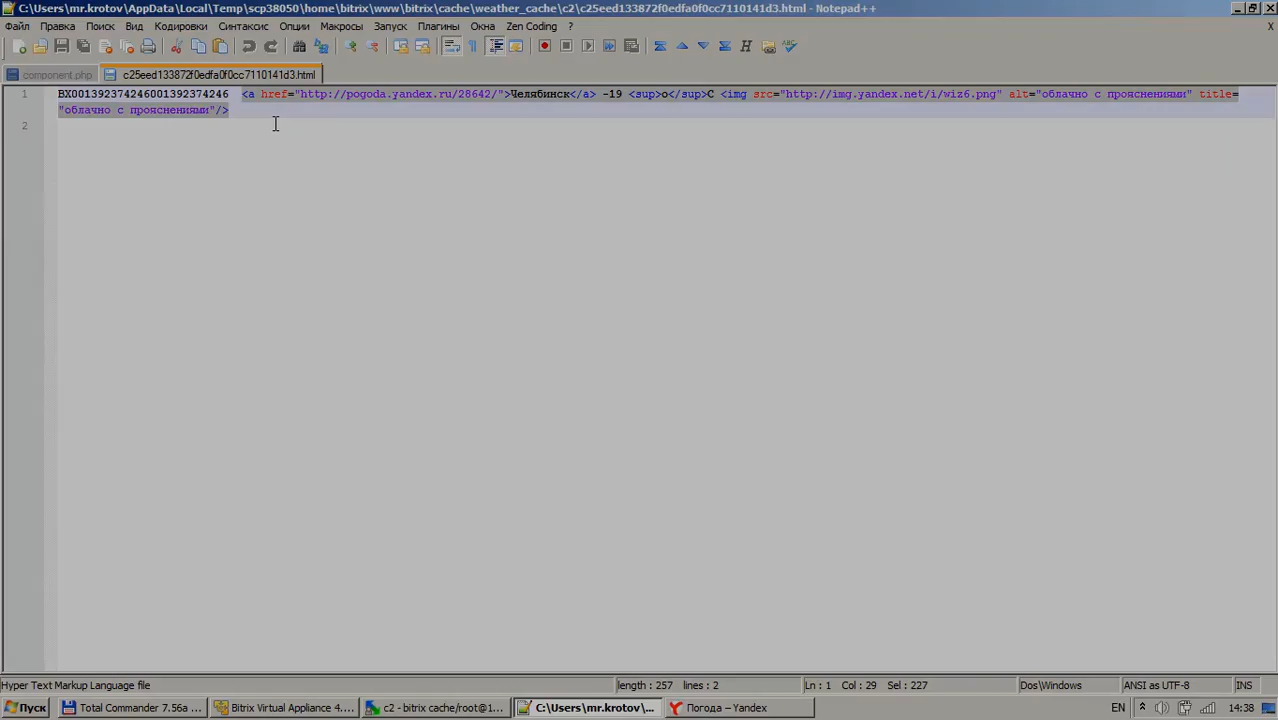 C:\Users\mr.krotov\AppData\Local\Temp\scp38050\home\bitrix\www\bitrix\cache\weather_cache\c2\c25eed133872f0edfa0f0cc7110141d3.html - Notepad++
Файл Правка Поиск Вид Кодировки Синтаксис Опции Макросы Запуск Плагины Окна Zen Coding ? X
component.php c25eed133872f0edfa0f0cc7110141d3.html
1 BX001392374246001392374246 <a href="http://pogoda.yandex.ru/28642/">Челябинск</a> -19 <sup>o</sup>C <img src="http://img.yandex.net/i/wiz6.png" alt="облачно с прояснениями" title=
"облачно с прояснениями"/>
2
Hyper Text Markup Language file length : 257 lines : 2 Ln : 1 Col : 29 Sel : 227 Dos\Windows ANSI as UTF-8 INS
Пуск Total Commander 7.56a ... Bitrix Virtual Appliance 4.... c2 - bitrix cache/root@1... C:\Users\mr.krotov\... Погода – Yandex EN 14:38